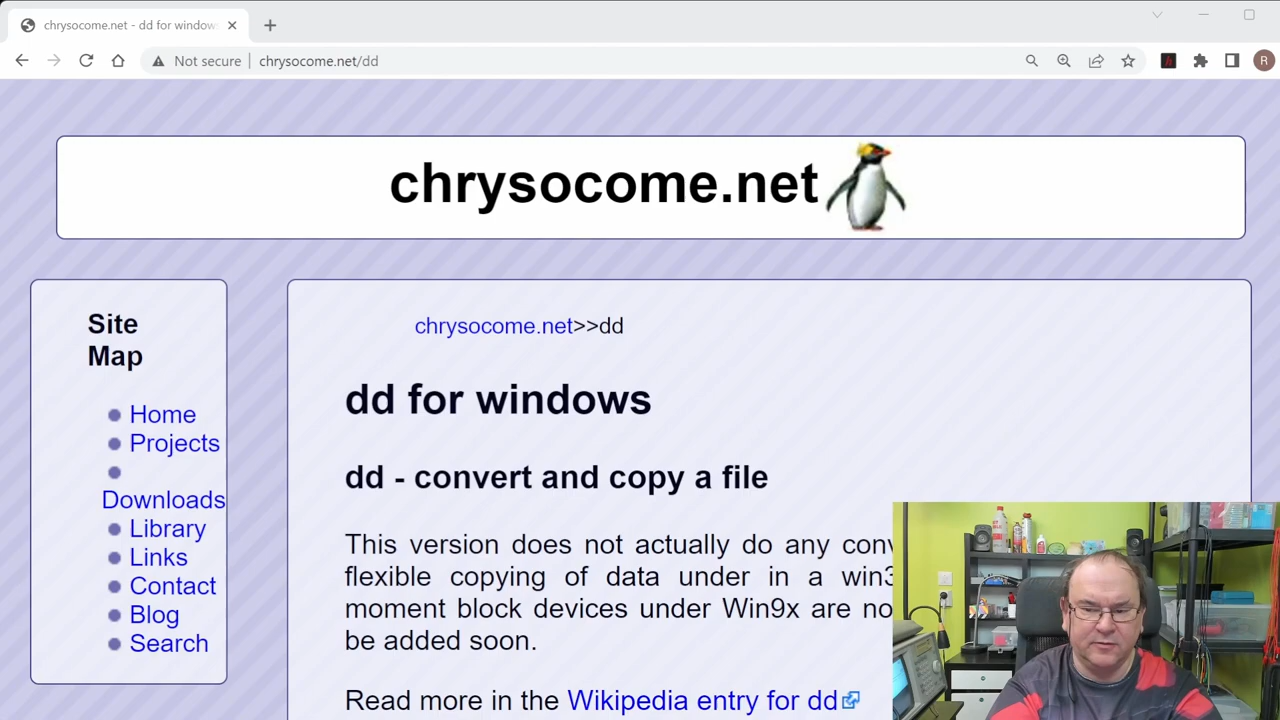 chrysocome.net - dd for window
Not secure
chrysocome.net/dd
R
chrysocome.net
Site
Map
Home
Projects
Downloads
Library
Links
Contact
Blog
Search
chrysocome.net>>dd
dd for windows
dd - convert and copy a file
This version does not actually do any
flexible copying of data under in a
moment block devices under Win9x are
be added soon.
Read more in the Wikipedia entry for dd